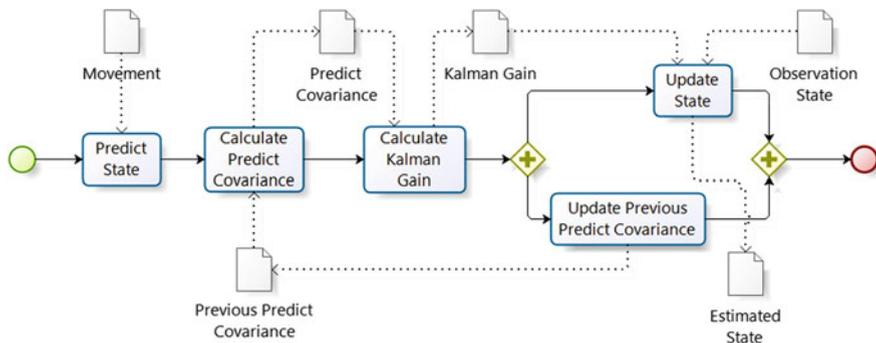 Movement
Predict
Covariance
Kalman Gain
Observation
State
Update
State
Predict
State
Calculate
Predict
Covariance
Calculate
Kalman
Gain
Update Previous
Predict Covariance
Previous Predict
Covariance
Estimated
State